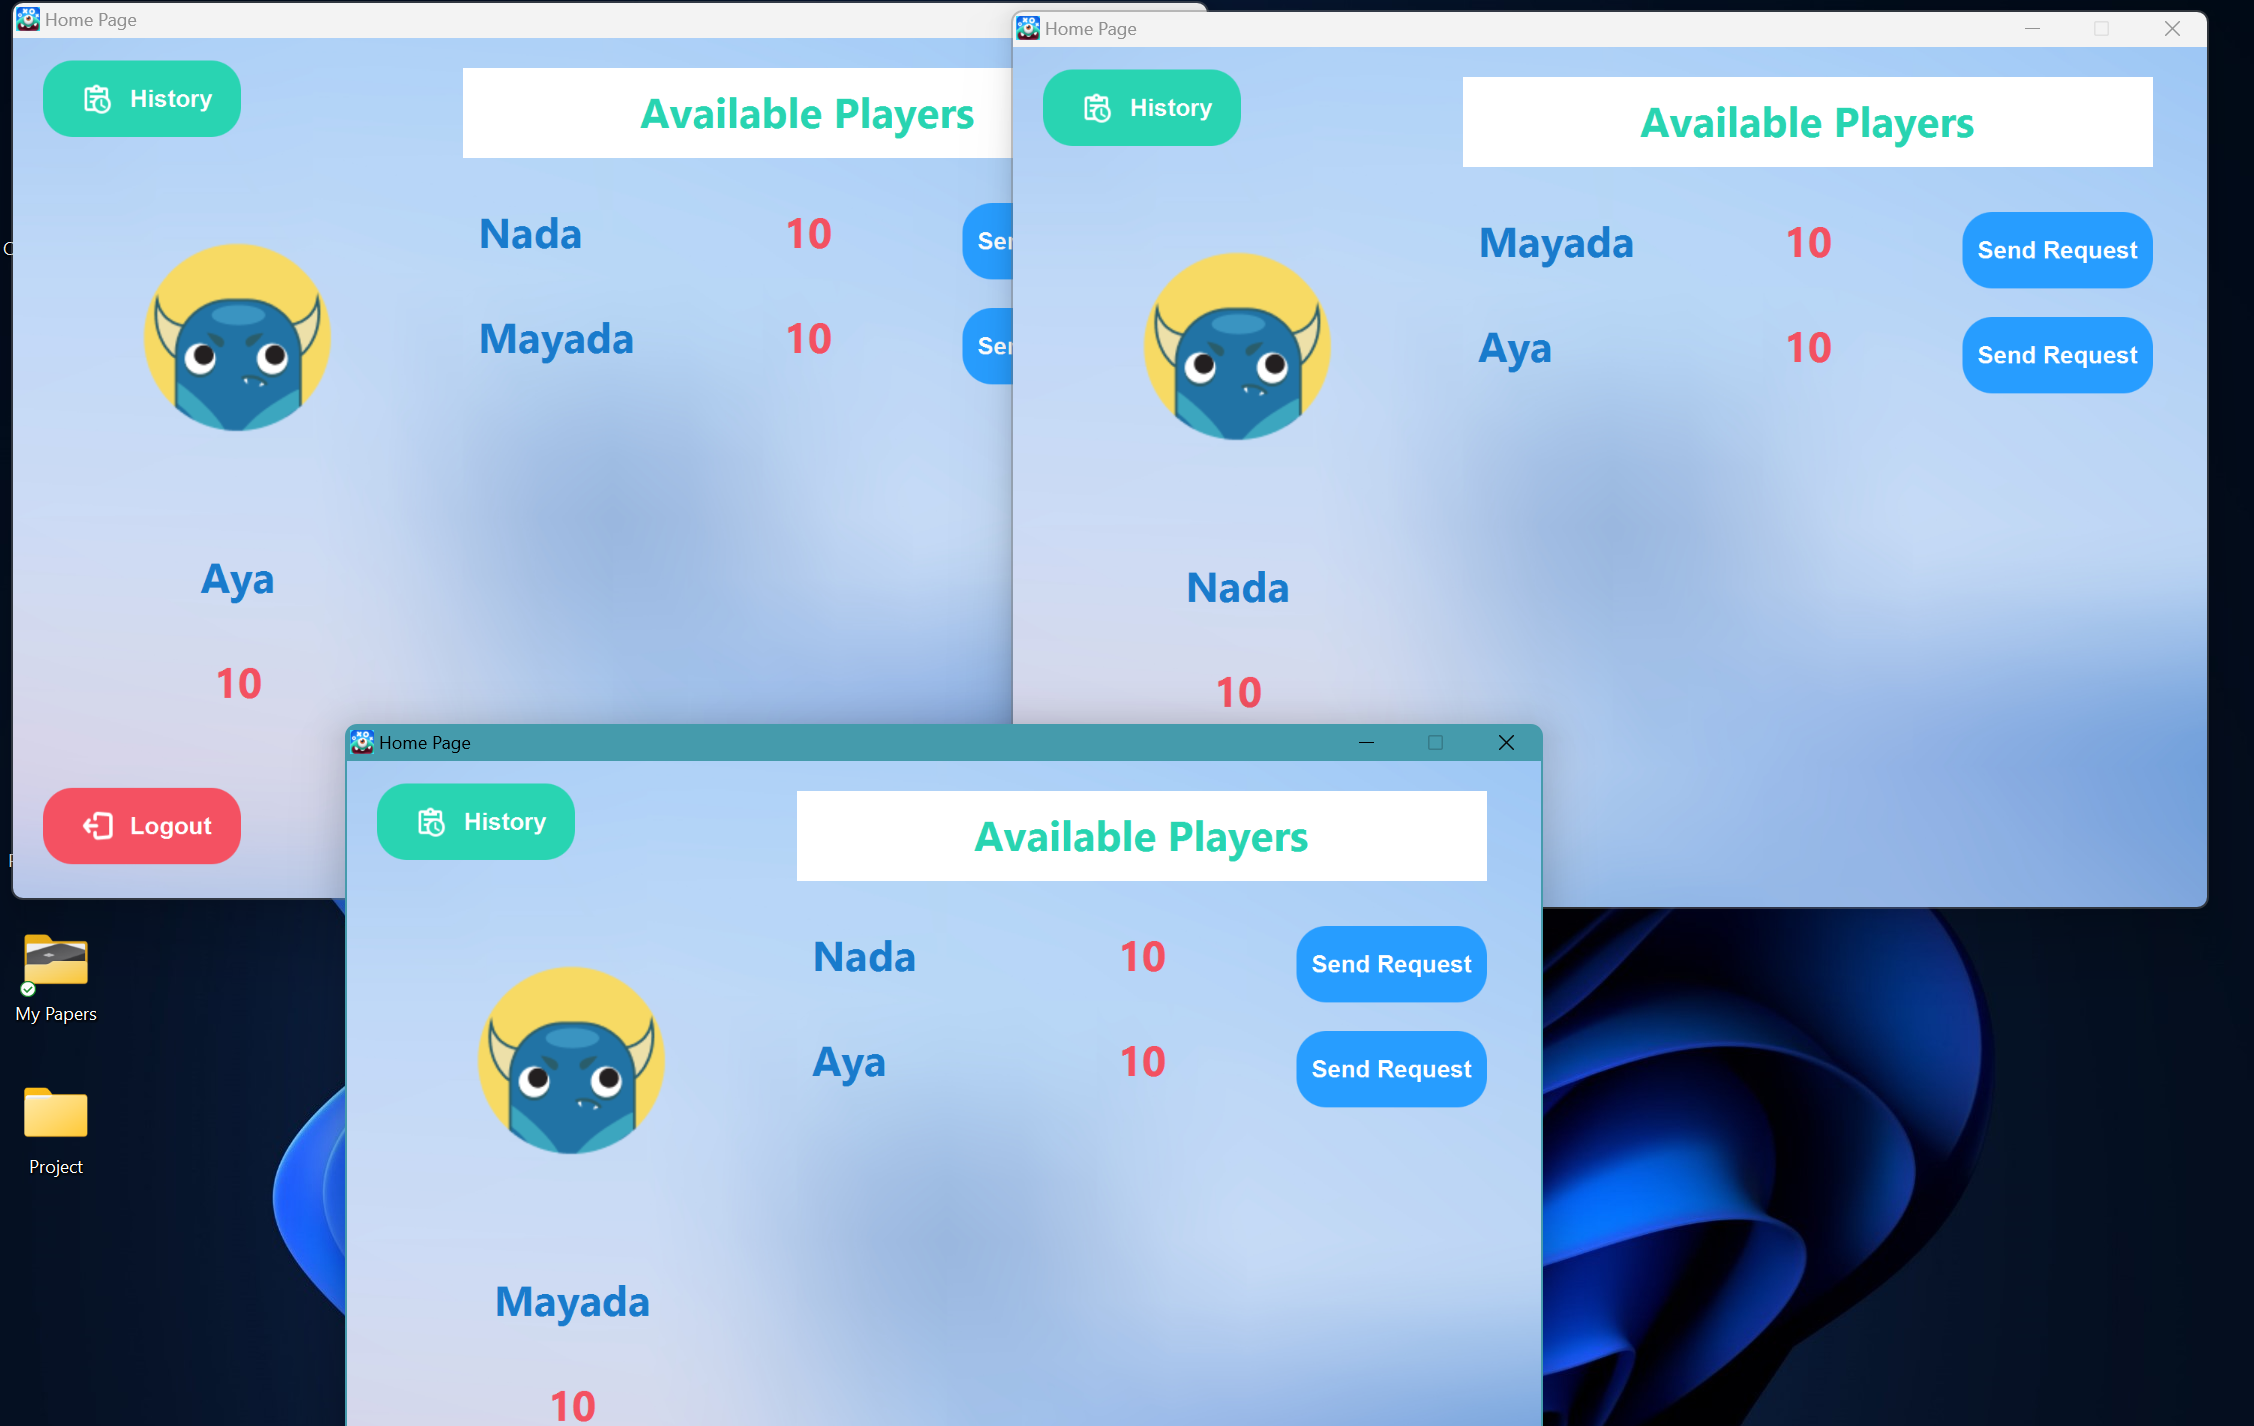 Home Page
History
Available Players
Nada 10 Se
Mayada 10 Se
Aya
10
Logout
Home Page
History
Available Players
Mayada 10 Send Request
Aya 10 Send Request
Nada
10
Home Page
History
Available Players
Nada 10 Send Request
Aya 10 Send Request
Mayada
10
My Papers
Project